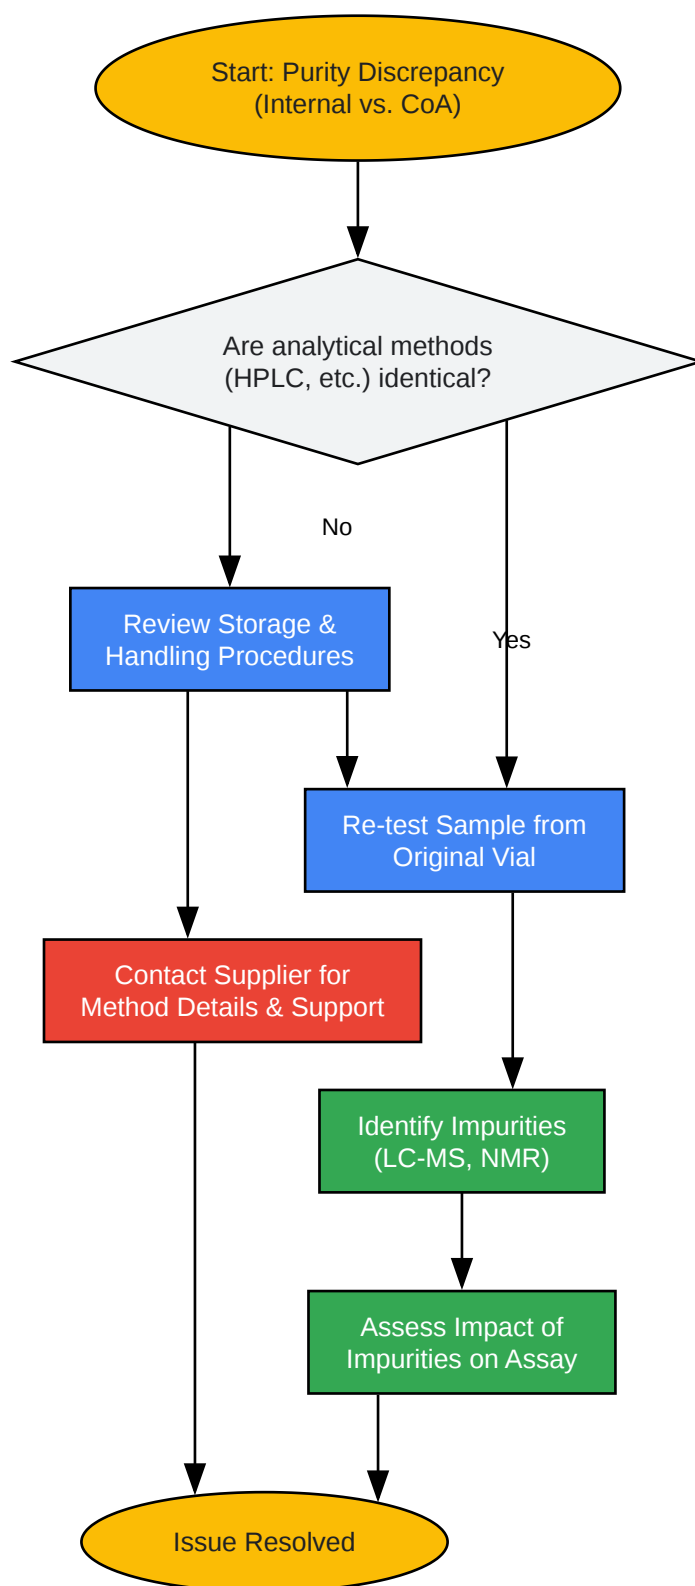 Start: Purity Discrepancy
(Internal vs. CoA)
Are analytical methods
(HPLC, etc.) identical?
No
Review Storage &
Handling Procedures
Yes
Re-test Sample from
Original Vial
Contact Supplier for
Method Details & Support
Identify Impurities
(LC-MS, NMR)
Assess Impact of
Impurities on Assay
Issue Resolved